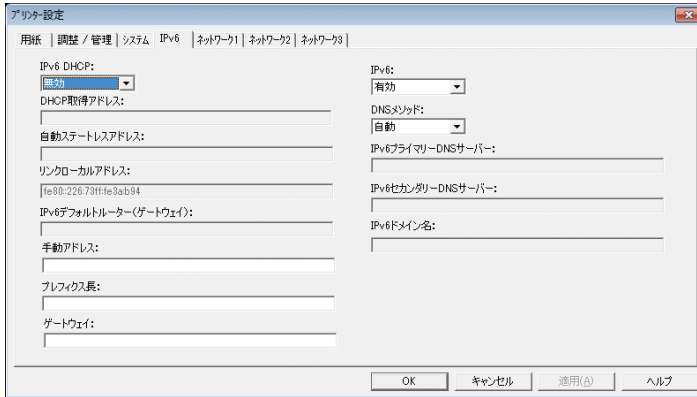 プリンター設定
用紙 調整 / 管理 システム IPv6 ネットワーク1 ネットワーク2 ネットワーク3
IPv6 DHCP:
無効
DHCP取得アドレス:
自動ステートレスアドレス:
リンクローカルアドレス:
fe80::226:73ff:fe3a:b94
IPv6デフォルトルーター(ゲートウェイ):
手動アドレス:
プレフィクス長:
ゲートウェイ:
IPv6:
有効
DNSメソッド:
自動
IPv6プライマリーDNSサーバー:
IPv6セカンダリーDNSサーバー:
IPv6ドメイン名:
OK キャンセル 適用(A) ヘルプ